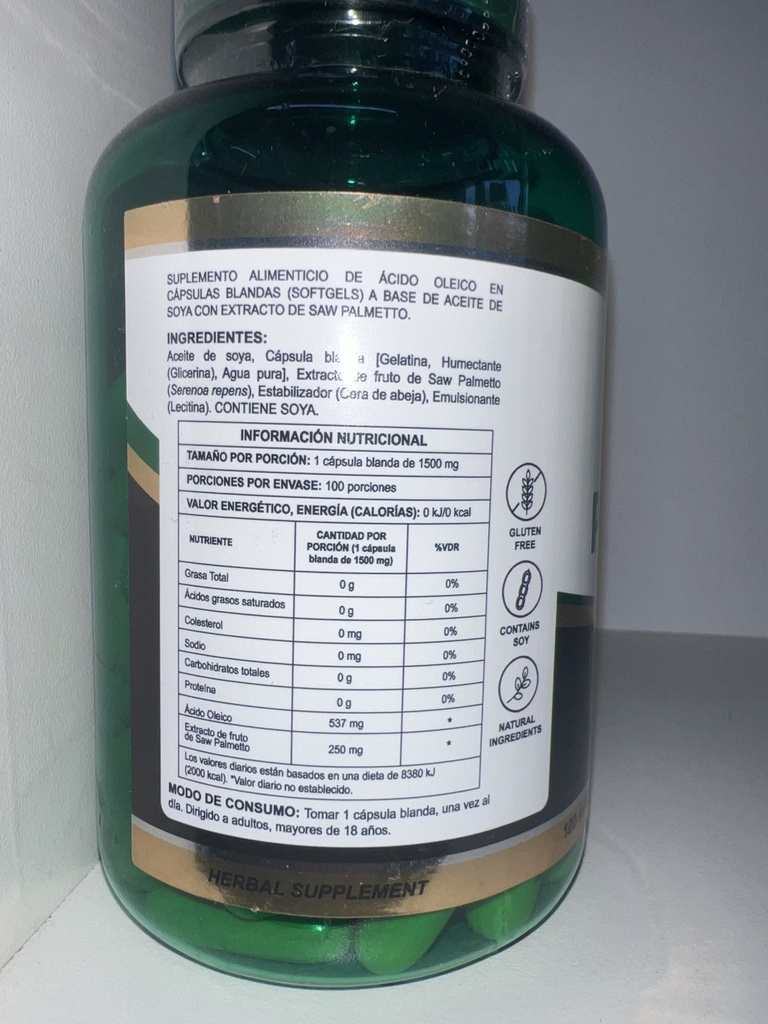 SUPLEMENTO ALIMENTICIO DE ÁCIDO OLEICO EN
CÁPSULAS BLANDAS (SOFTGELS) A BASE DE ACEITE DE
SOYA CON EXTRACTO DE SAW PALMETTO.
INGREDIENTES:
Aceite de soya, Cápsula [Gelatina, Humectante
(Glicerina), Agua pura], Extracto de fruto de Saw Palmetto
(Serenoa repens), Estabilizador (Cera de abeja), Emulsionante
(Lecitina). CONTIENE SOYA.
INFORMACIÓN NUTRICIONAL
TAMAÑO POR PORCIÓN: 1 cápsula blanda de 1500 mg
PORCIONES POR ENVASE: 100 porciones
VALOR ENERGÉTICO, ENERGÍA (CALORÍAS): 0 kJ/0 kcal
NUTRIENTE CANTIDAD POR PORCIÓN (1 cápsula blanda de 1500 mg) %VDR
Grasa Total 0 g 0%
Ácidos grasos saturados 0 g 0%
Colesterol 0 mg 0%
Sodio 0 mg 0%
Carbohidratos totales 0 g 0%
Proteína 0 g 0%
Ácido Oleico 537 mg *
Extracto de fruto de Saw Palmetto 250 mg *
Los valores diarios están basados en una dieta de 8380 kJ
(2000 kcal). *Valor diario no establecido.
MODO DE CONSUMO: Tomar 1 cápsula blanda, una vez al
día. Dirigido a adultos, mayores de 18 años.
GLUTEN
FREE
CONTAINS
SOY
NATURAL
INGREDIENTS
100
HERBAL SUPPLEMENT